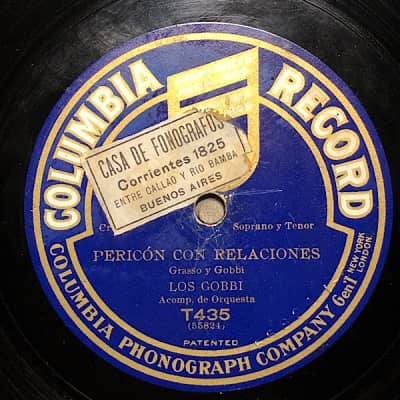 COLUMBIA RECORD
CASA DE FONOGRAFOS
Corrientes 1825
ENTRE CALLAO Y RIO BAMBA
BUENOS AIRES
Soprano y Tenor
PERICÓN CON RELACIONES
Grasso y Gobbi
LOS GOBBI
Acomp. de Orquesta
T435
(55824)
PATENTED
COLUMBIA PHONOGRAPH COMPANY Gen'l
NEW YORK
LONDON.